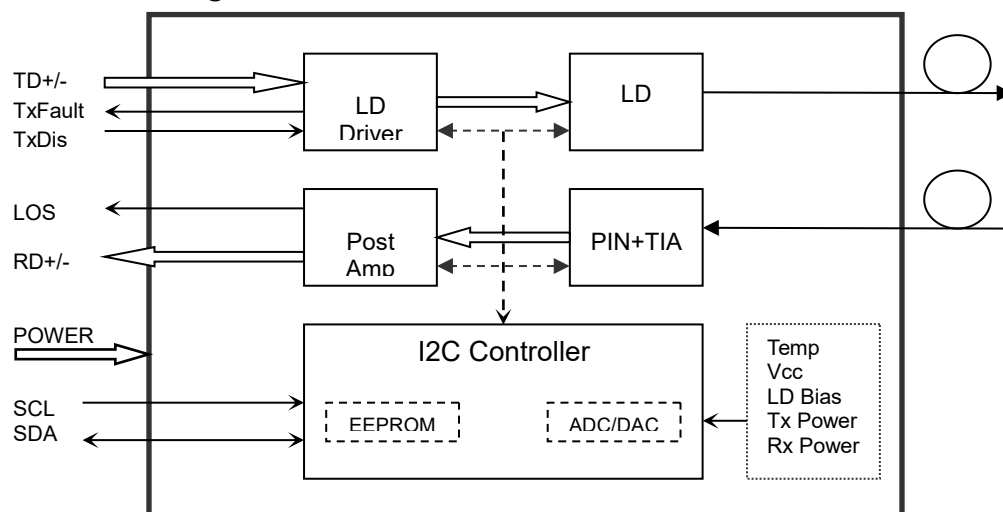 TD+/-
TxFault
TxDis
LD
Driver
LD
LOS
RD+/-
Post
Amp
PIN+TIA
POWER
SCL
SDA
I2C Controller
EEPROM
ADC/DAC
Temp
Vcc
LD Bias
Tx Power
Rx Power